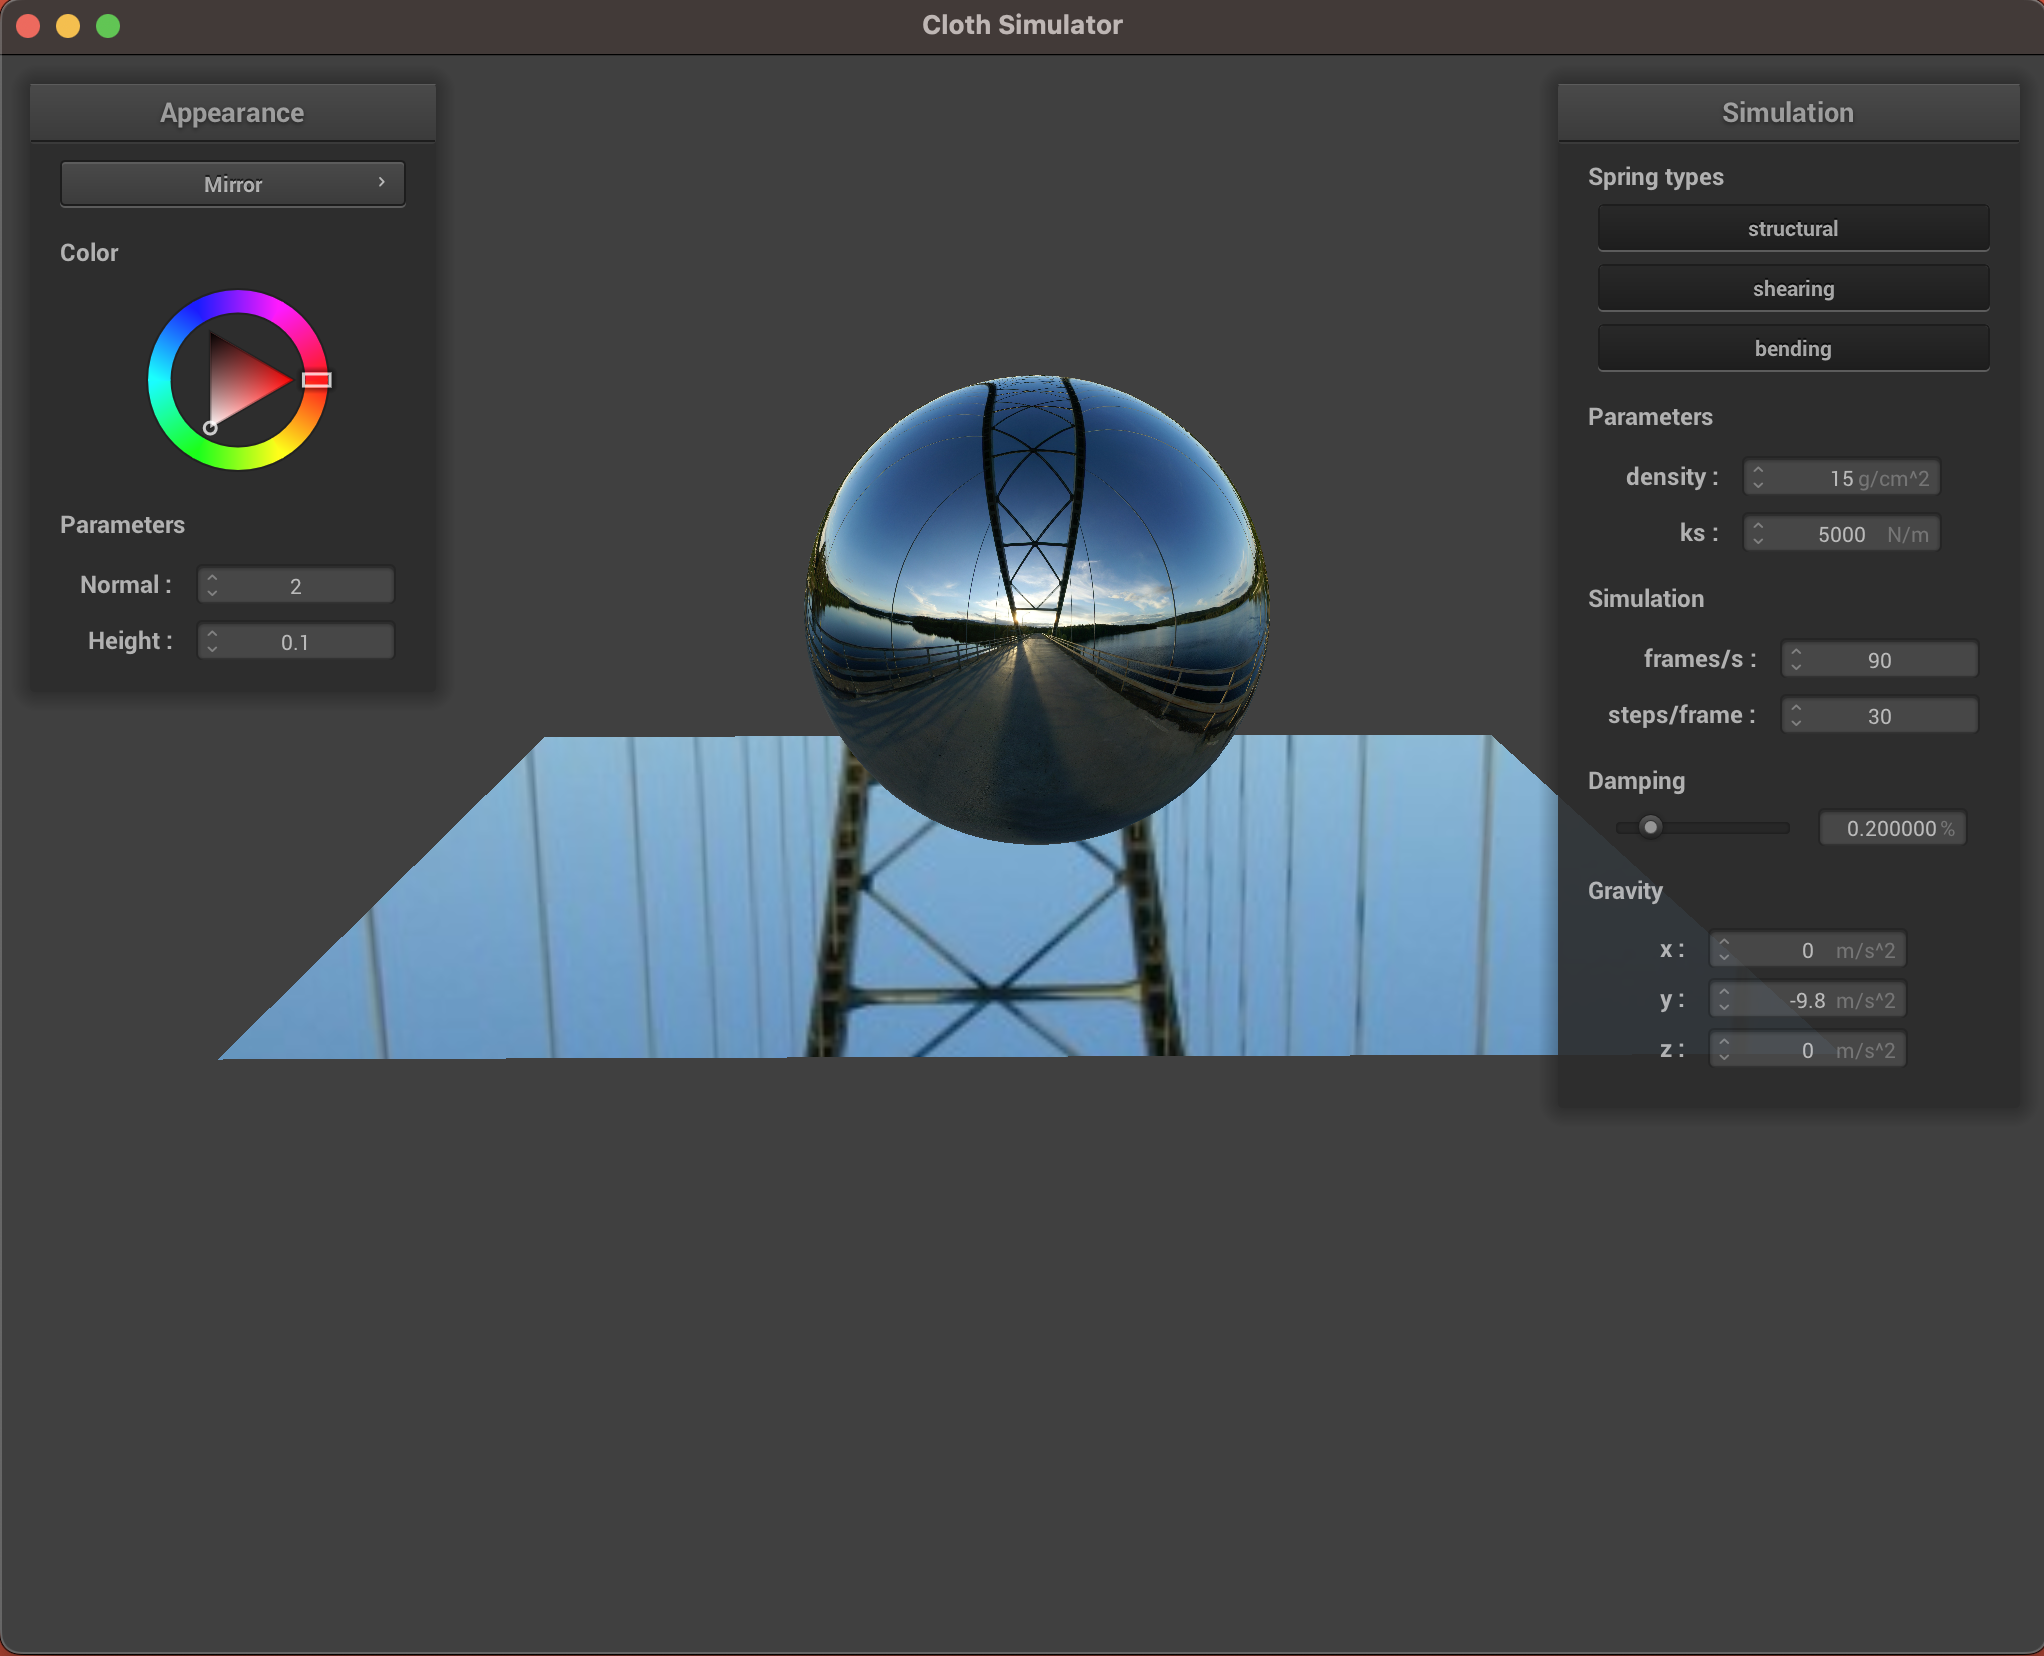 Cloth Simulator
Appearance
Mirror
Color
Parameters
Normal : 2
Height : 0.1
Simulation
Spring types
structural
shearing
bending
Parameters
density : 15 g/cm^2
ks : 5000 N/m
Simulation
frames/s : 90
steps/frame : 30
Damping
0.200000 %
Gravity
x : 0 m/s^2
y : -9.8 m/s^2
z : 0 m/s^2